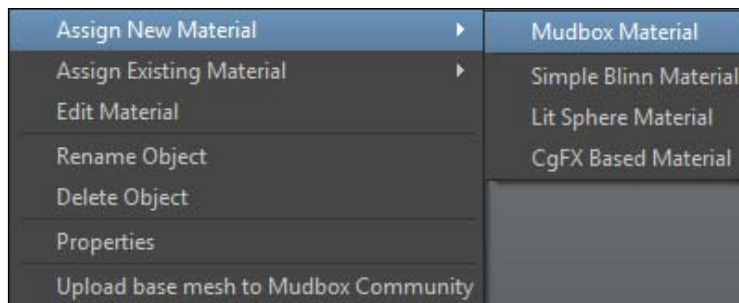 Assign New Material
Assign Existing Material
Edit Material
Rename Object
Delete Object
Properties
Upload base mesh to Mudbox Community
Mudbox Material
Simple Blinn Material
Lit Sphere Material
CgFX Based Material